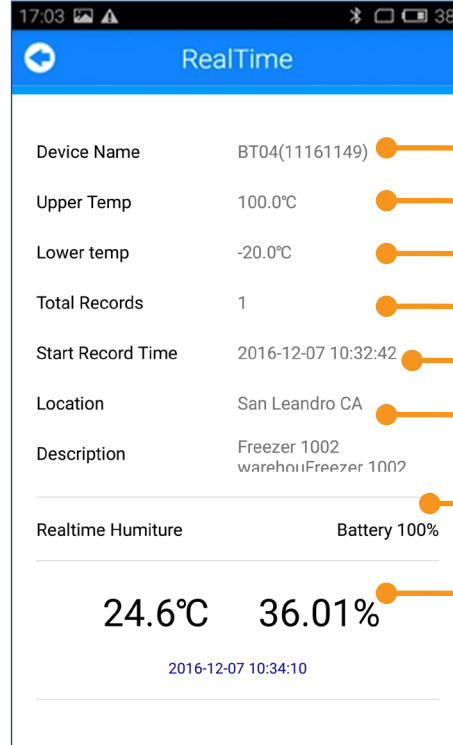 17:03 38
RealTime
Device Name BT04(11161149)
Upper Temp 100.0℃
Lower temp -20.0℃
Total Records 1
Start Record Time 2016-12-07 10:32:42
Location San Leandro CA
Description Freezer 1002
warehouFreezer 1002
Realtime Humiture Battery 100%
24.6℃ 36.01%
2016-12-07 10:34:10